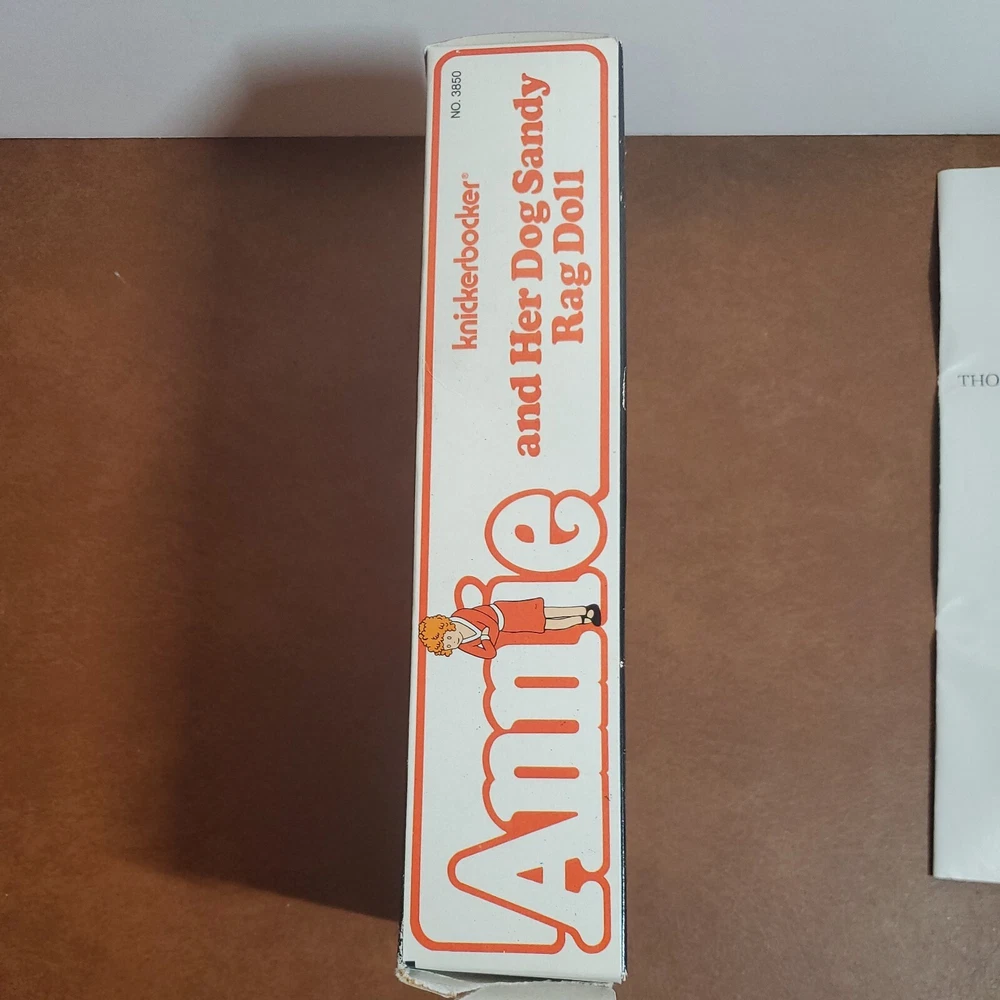 NO. 3850
knickerbocker®
Annie
and Her Dog Sandy
Rag Doll
THO